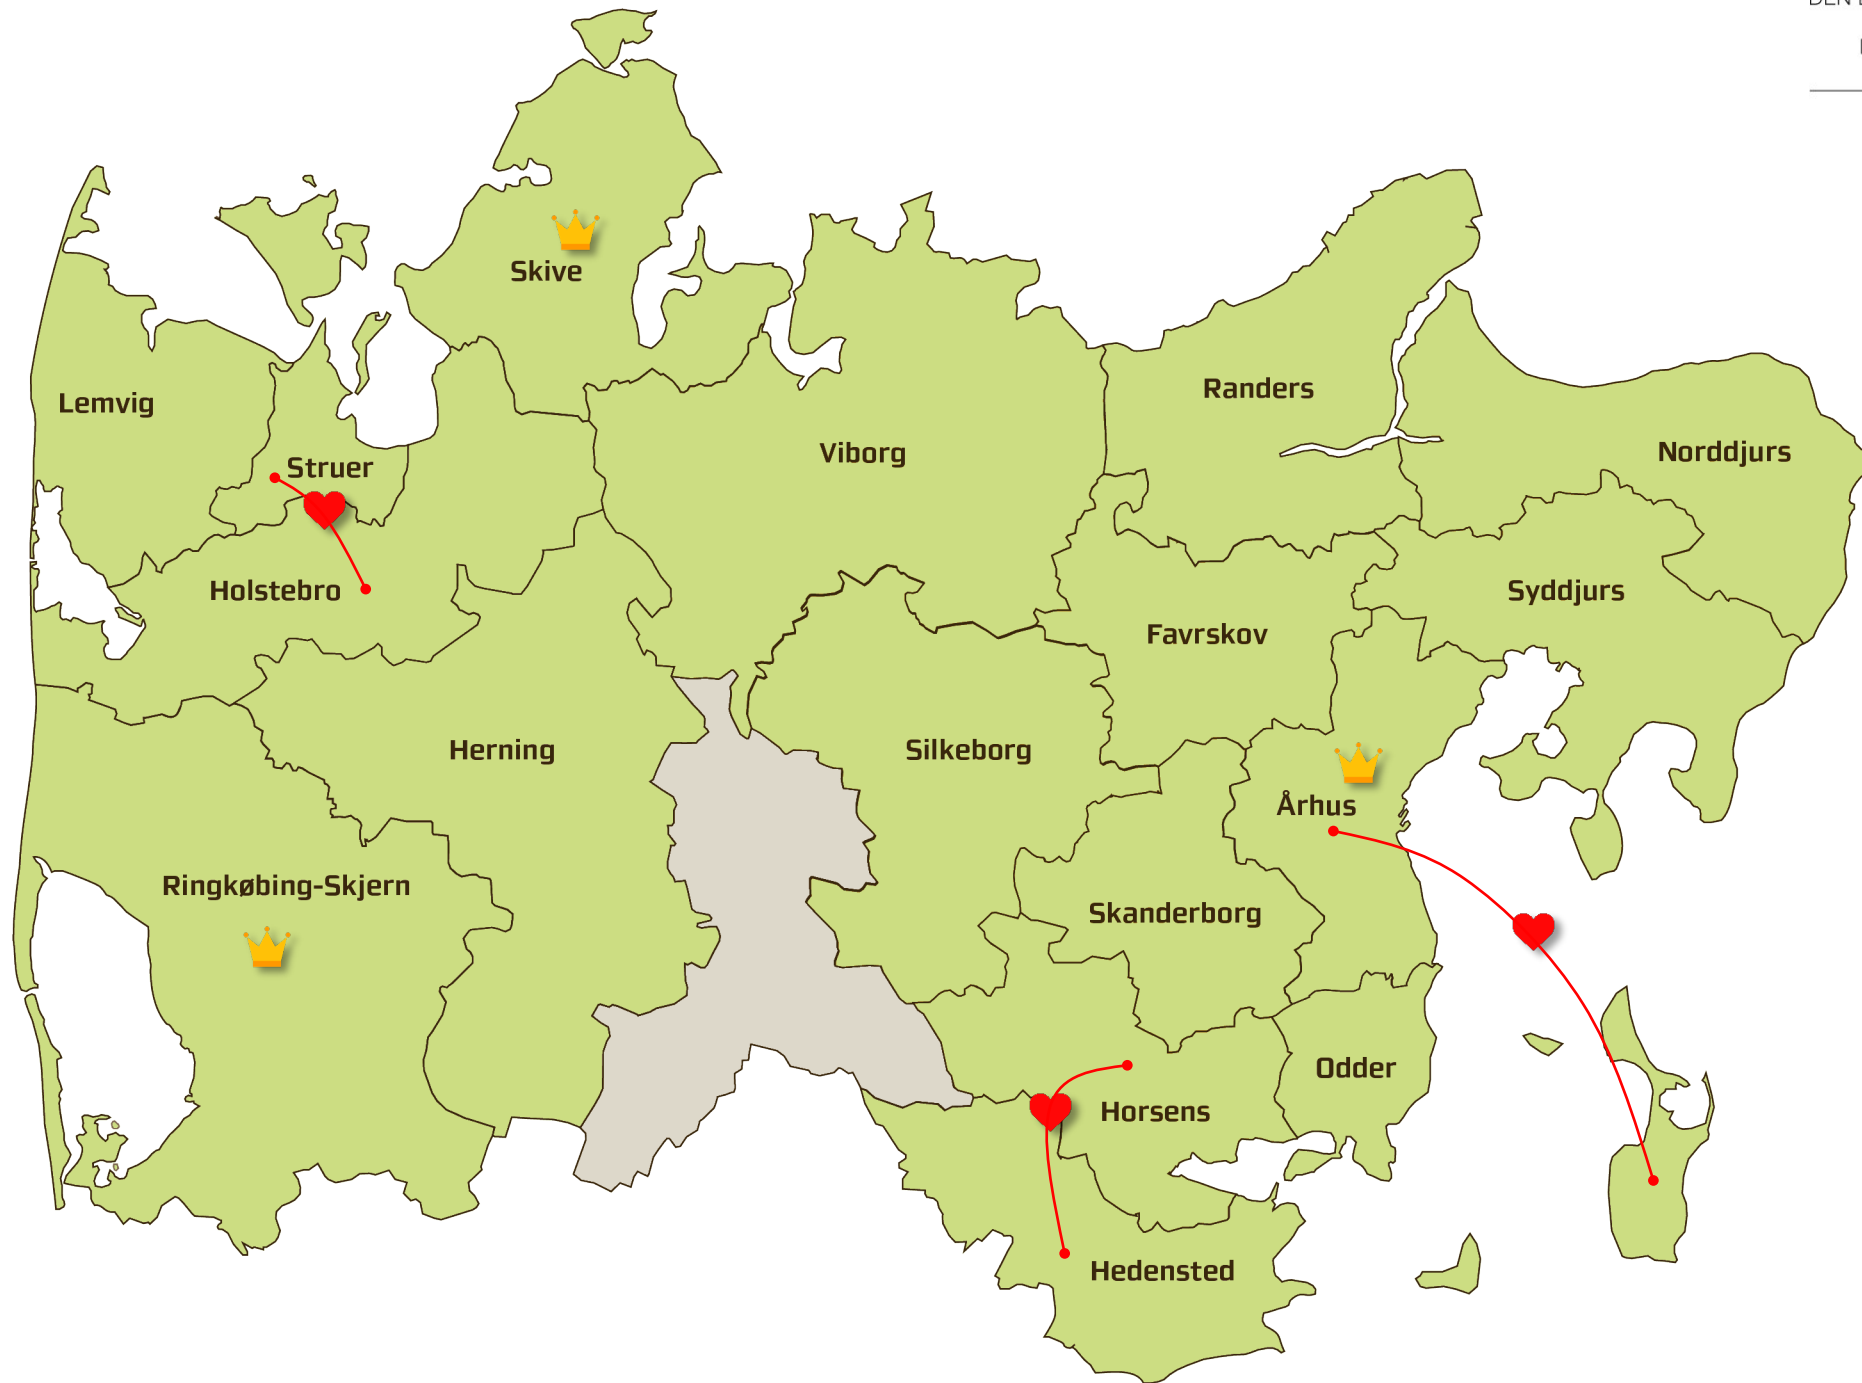 Skive
Lemvig
Randers
Struer
Viborg
Norddjurs
Holstebro
Syddjurs
Favrskov
Herning
Silkeborg
Århus
Ringkøbing-Skjern
Skanderborg
Odder
Horsens
Hedensted